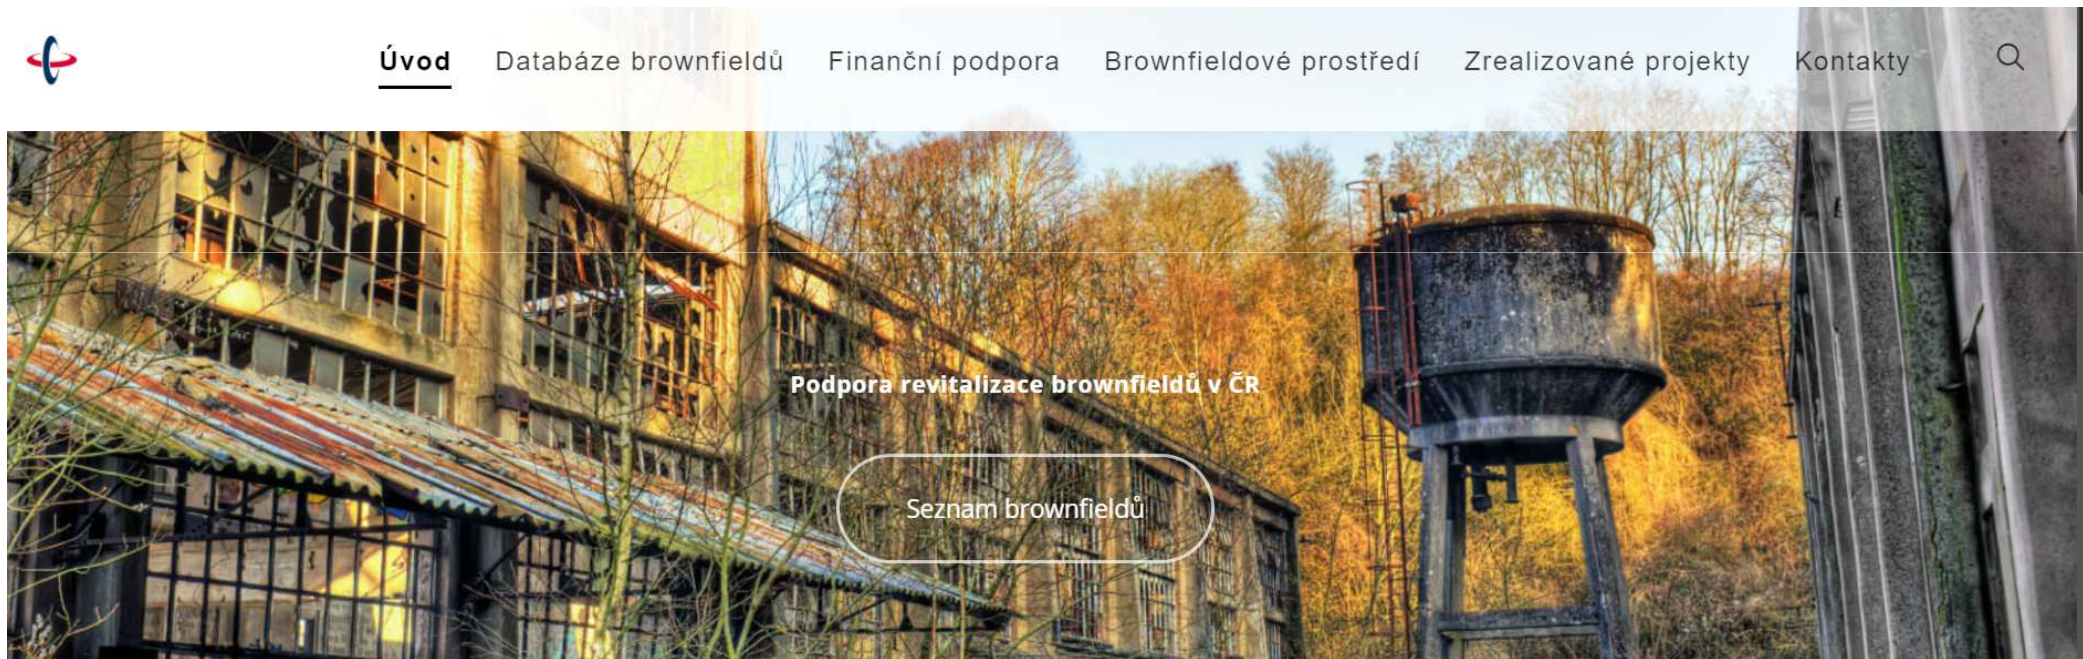 Úvod Databáze brownfieldů Finanční podpora Brownfieldové prostředí Zrealizované projekty Kontakty
Podpora revitalizace brownfieldů v ČR
Seznam brownfieldů